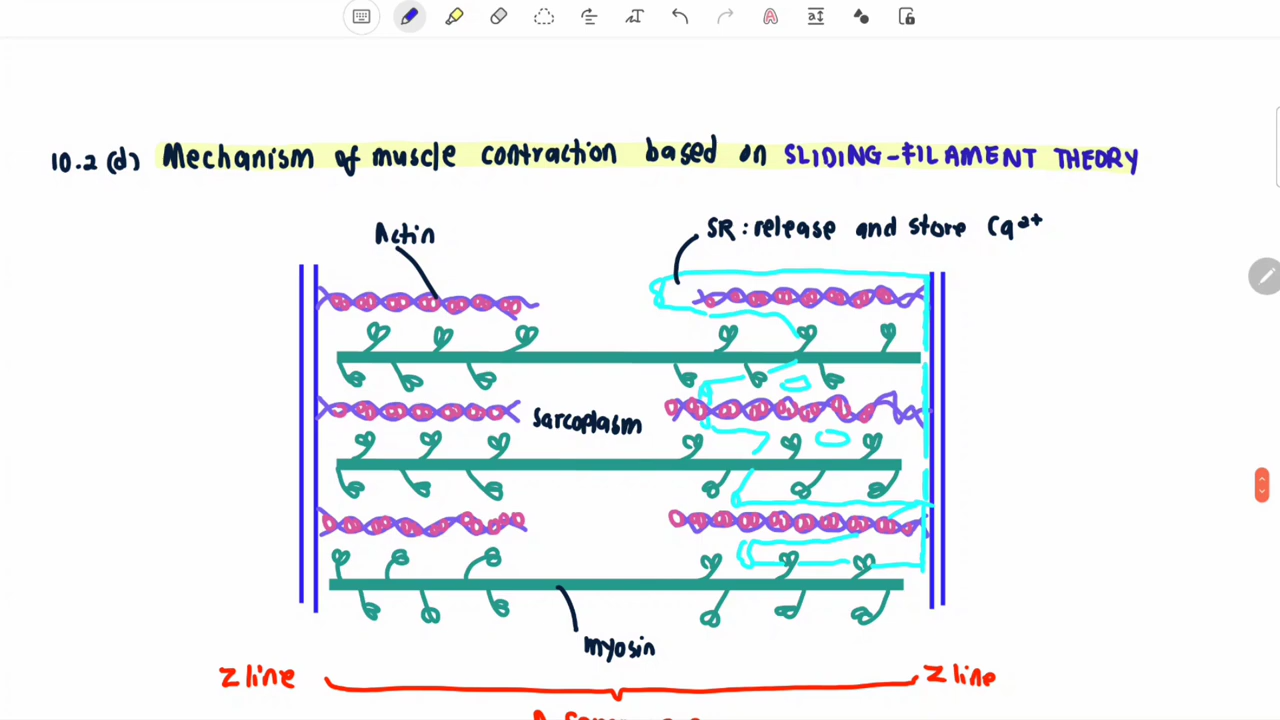 10.2 (d) Mechanism of muscle contraction based on SLIDING-FILAMENT THEORY
Actin
SR: release and store Ca2+
Sarcoplasm
myosin
Z line
Z line